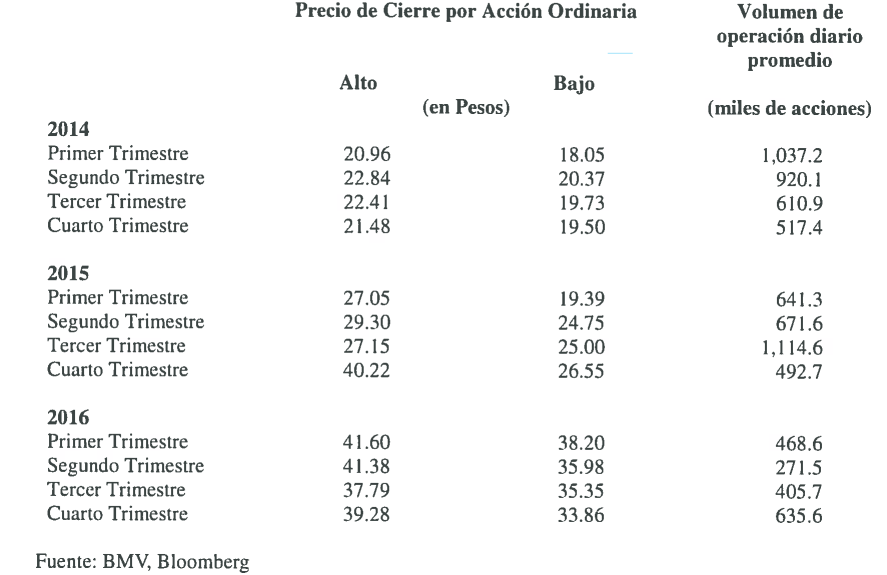 Precio de Cierre por Acción Ordinaria Volumen de
operación diario
promedio
Alto Bajo
(en Pesos) (miles de acciones)
2014
Primer Trimestre 20.96 18.05 1,037.2
Segundo Trimestre 22.84 20.37 920.1
Tercer Trimestre 22.41 19.73 610.9
Cuarto Trimestre 21.48 19.50 517.4
2015
Primer Trimestre 27.05 19.39 641.3
Segundo Trimestre 29.30 24.75 671.6
Tercer Trimestre 27.15 25.00 1,114.6
Cuarto Trimestre 40.22 26.55 492.7
2016
Primer Trimestre 41.60 38.20 468.6
Segundo Trimestre 41.38 35.98 271.5
Tercer Trimestre 37.79 35.35 405.7
Cuarto Trimestre 39.28 33.86 635.6
Fuente: BMV, Bloomberg